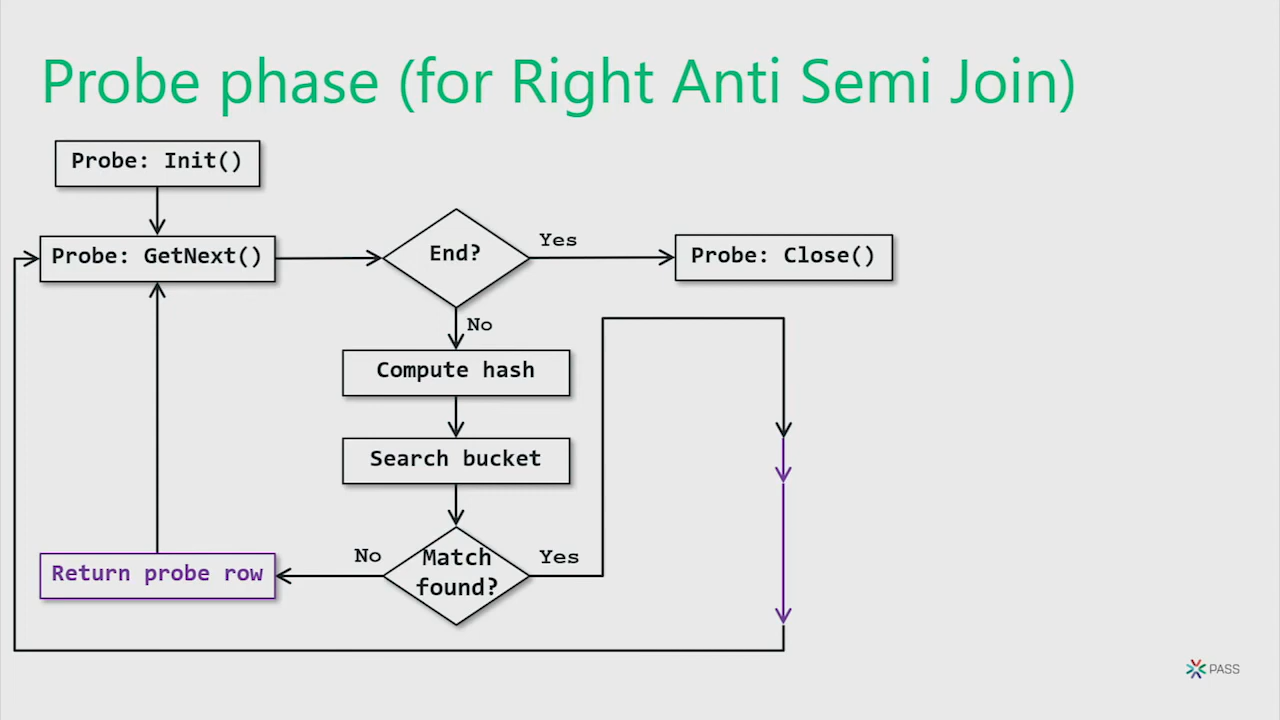 Probe phase (for Right Anti Semi Join)
Probe: Init()
Probe: GetNext()
End?
Yes
Probe: Close()
No
Compute hash
Search bucket
Match
found?
No
Yes
Return probe row
PASS